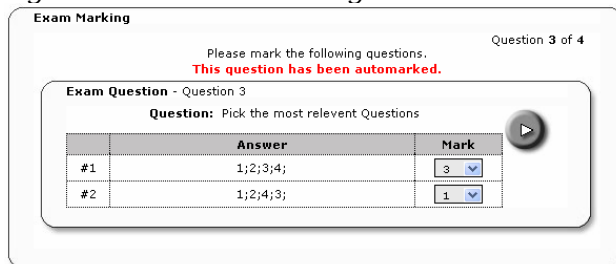 Exam Marking
Question 3 of 4
Please mark the following questions.
This question has been automarked.
Exam Question - Question 3
Question: Pick the most relevent Questions
Answer Mark
#1 1;2;3;4; 3
#2 1;2;4;3; 1